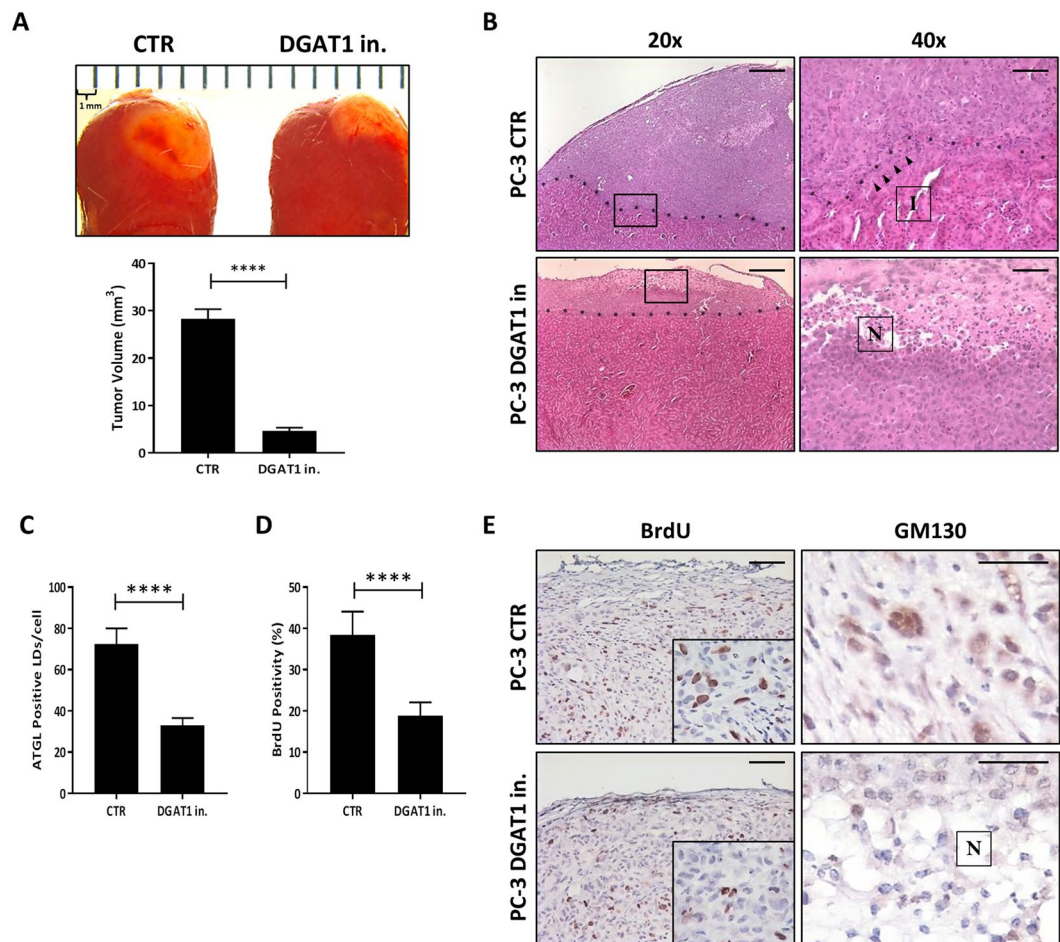 A
CTR DGAT1 in.
1 mm
Tumor Volume (mm³)
40
30
20
10
0
****
CTR DGAT1 in.
B
20x 40x
PC-3 CTR
I
PC-3 DGAT1 in
N
C
ATGL Positive LDs/cell
100
80
60
40
20
0
****
CTR DGAT1 in.
D
BrdU Positivity (%)
50
40
30
20
10
0
****
CTR DGAT1 in.
E
BrdU GM130
PC-3 CTR
PC-3 DGAT1 in.
N